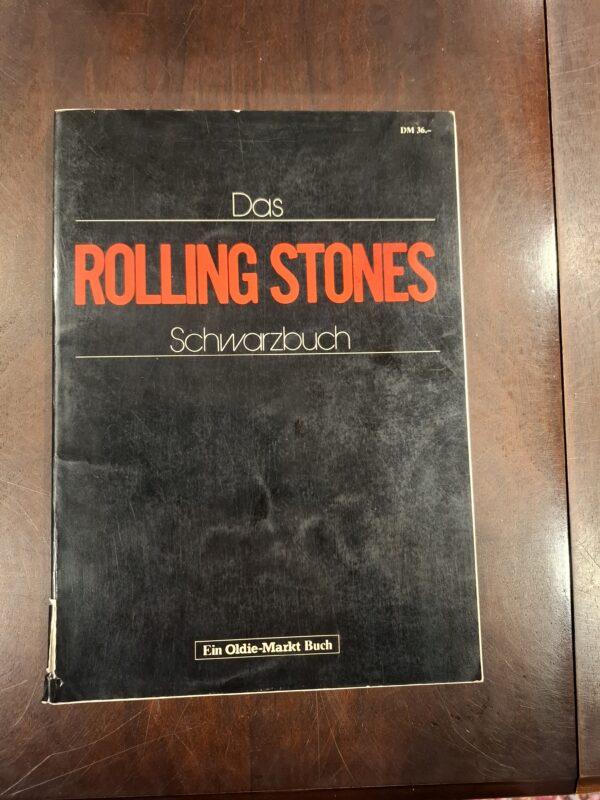 DM 36.–
Das
ROLLING STONES
Schwarzbuch
Ein Oldie-Markt Buch